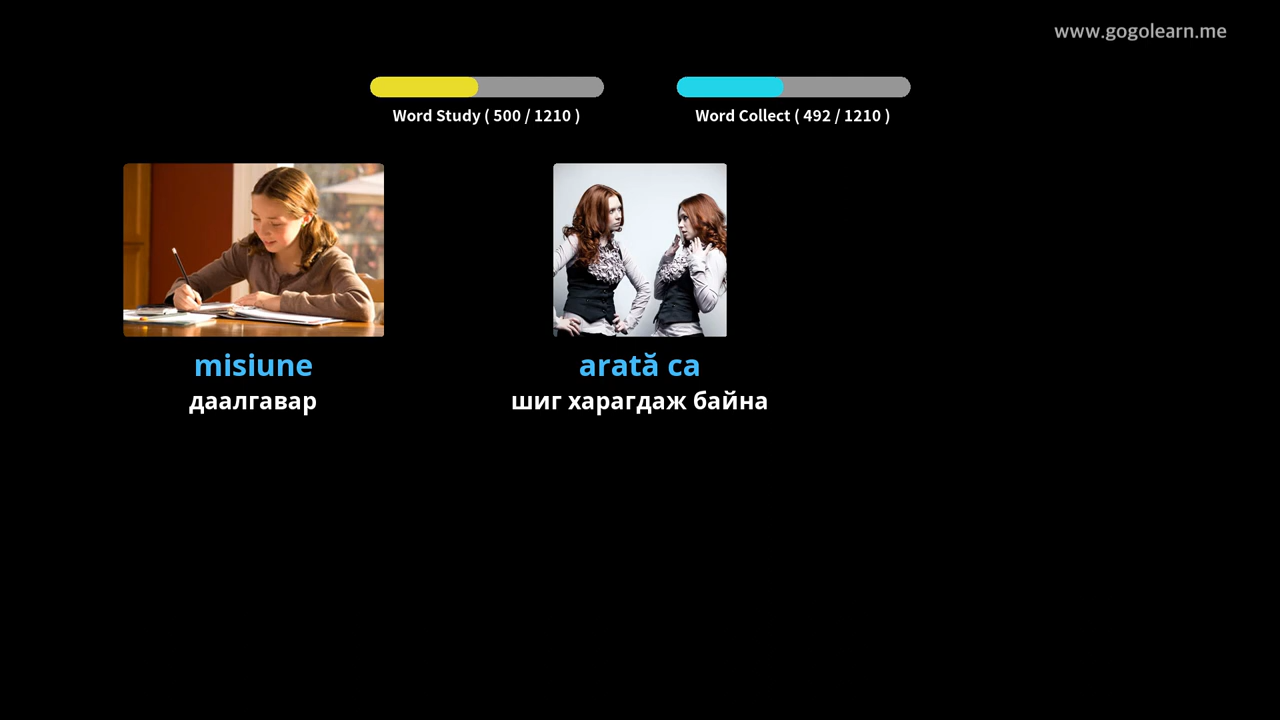 www.gogolearn.me
Word Study ( 500 / 1210 )
Word Collect ( 492 / 1210 )
misiune
даалгавар
arată ca
шиг харагдаж байна